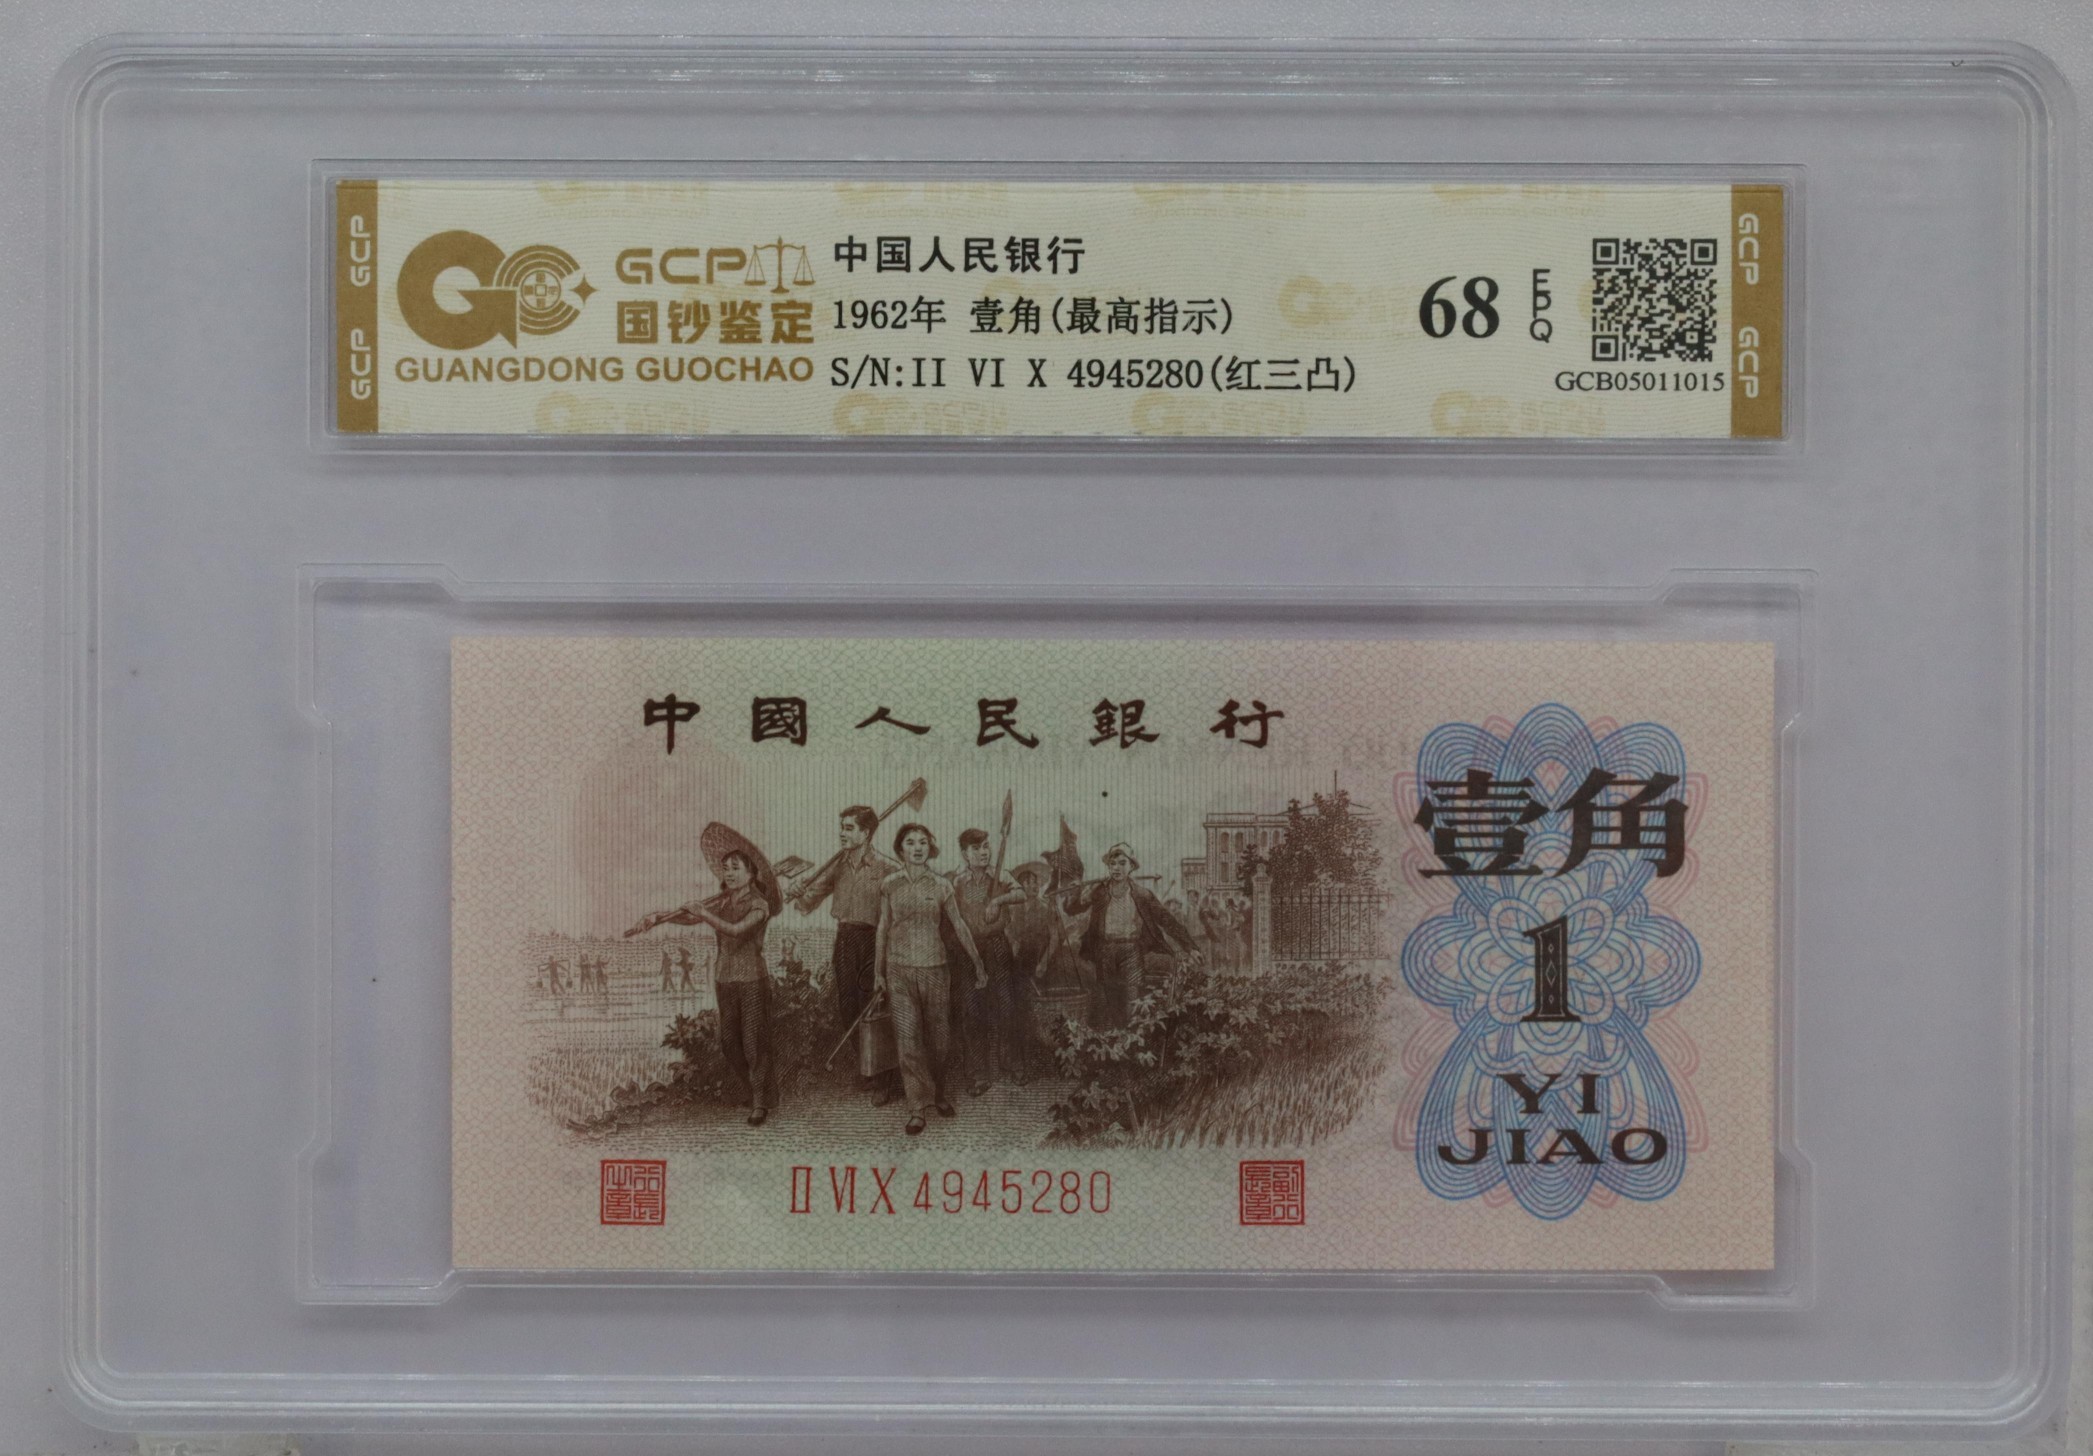 GCP GCP
GCP
国钞鉴定
GUANGDONG GUOCHAO
中国人民银行
1962年 壹角(最高指示)
S/N:II VI X 4945280(红三凸)
68 EPQ
GCB05011015
GCP GCP
中國人民銀行
壹角
1
YI
JIAO
II VI X 4945280